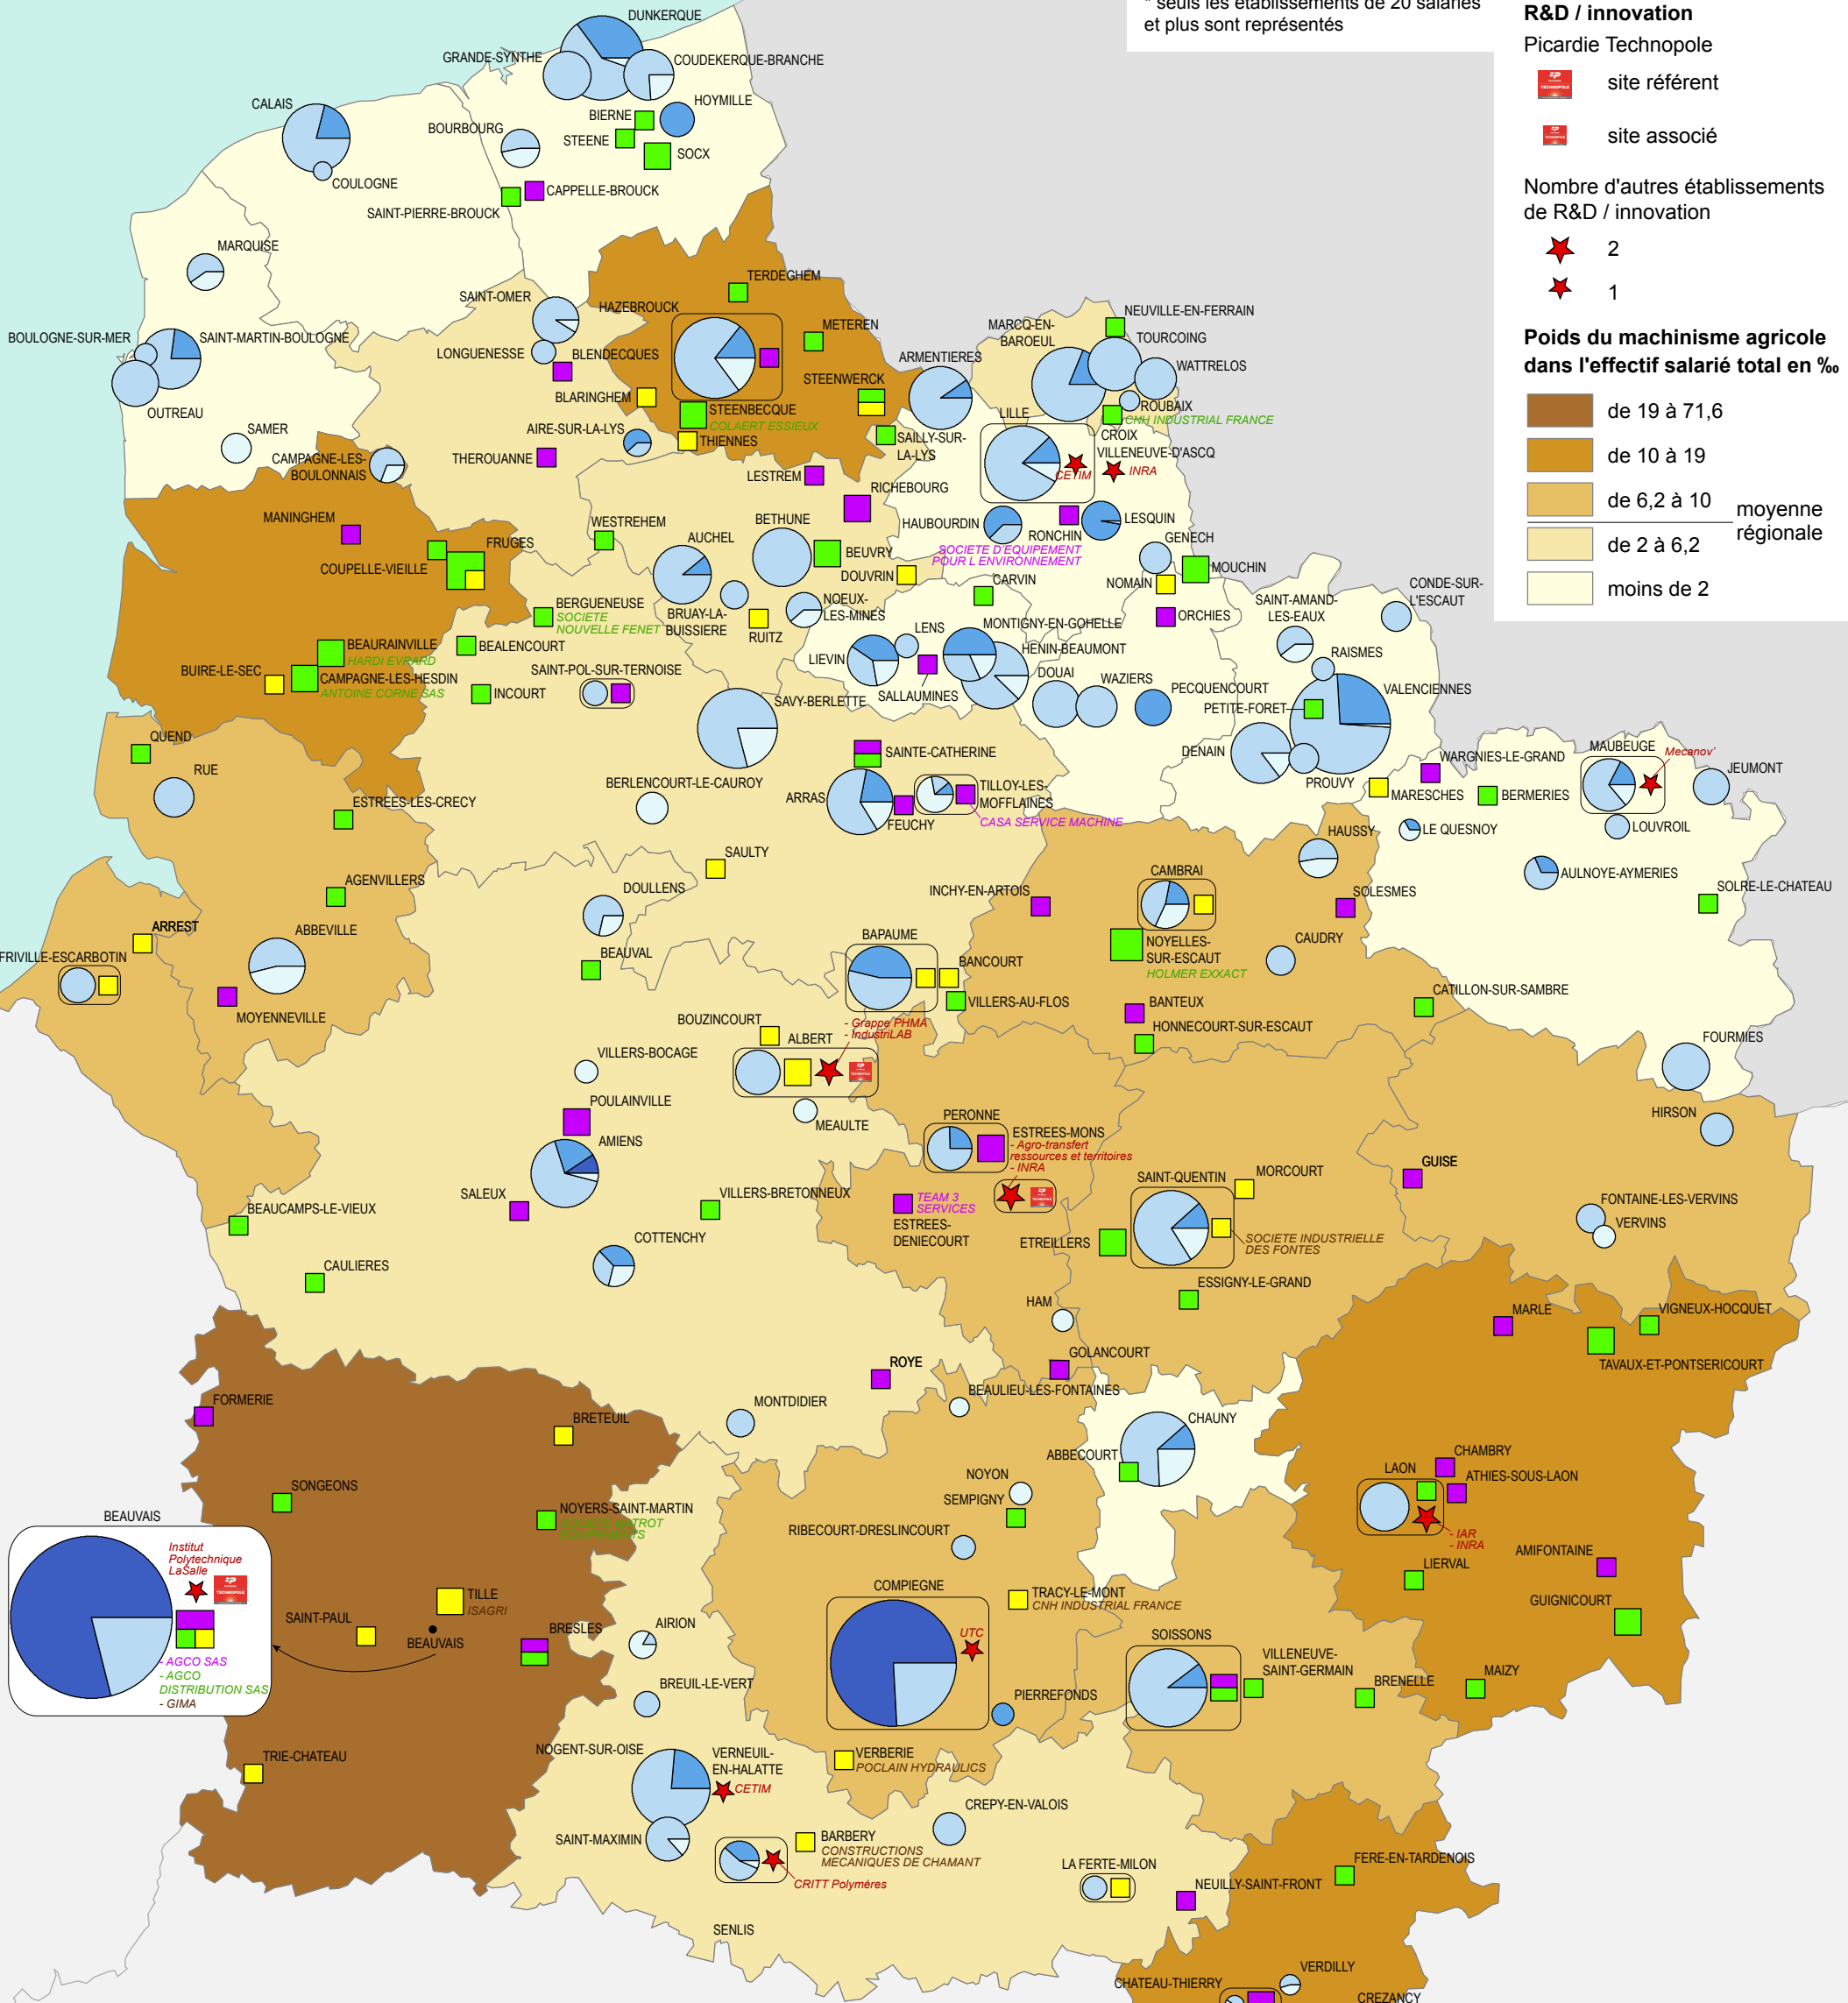 * seuls les établissements de 20 salariés
et plus sont représentés
R&D / innovation
Picardie Technopole
TECHNOPOLE
site référent
site associé
Nombre d'autres établissements
de R&D / innovation
2
1
Poids du machinisme agricole
dans l'effectif salarié total en ‰
de 19 à 71,6
de 10 à 19
de 6,2 à 10
moyenne
régionale
de 2 à 6,2
moins de 2
DUNKERQUE
GRANDE-SYNTHE
COUDEKERQUE-BRANCHE
CALAIS
HOYMILLE
BIERNE
BOURBOURG
STEENE
SOCX
COULOGNE
CAPPELLE-BROUCK
SAINT-PIERRE-BROUCK
MARQUISE
TERDEGHEM
SAINT-OMER
HAZEBROUCK
NEUVILLE-EN-FERRAIN
METEREN
MARCQ-EN-
BAROEUL
TOURCOING
BOULOGNE-SUR-MER
SAINT-MARTIN-BOULOGNE
LONGUENESSE
BLENDECQUES
ARMENTIERES
WATTRELOS
STEENWERCK
BLARINGHEM
OUTREAU
STEENBECQUE
COLAERT ESSIEUX
ROUBAIX
CNH INDUSTRIAL FRANCE
LILLE
CROIX
AIRE-SUR-LA-LYS
THIENNES
SAILLY-SUR-
LA-LYS
SAMER
CAMPAGNE-LES-
BOULONNAIS
THEROUANNE
VILLENEUVE-D'ASCQ
CETIM
INRA
LESTREM
RICHEBOURG
MANINGHEM
WESTREHEM
BETHUNE
HAUBOURDIN
RONCHIN
LESQUIN
AUCHEL
FRUGES
BEUVRY
SOCIETE D'EQUIPEMENT
POUR L ENVIRONNEMENT
GENECH
COUPELLE-VIEILLE
DOUVRIN
MOUCHIN
CARVIN
NOMAIN
CONDE-SUR-
L'ESCAUT
BERGUENEUSE
SOCIETE
NOUVELLE FENET
BRUAY-LA-
BUISSIERE
NOEUX-
LES-MINES
RUITZ
ORCHIES
SAINT-AMAND-
LES-EAUX
LENS
MONTIGNY-EN-GOHELLE
BEAURAINVILLE
HARDI EVRARD
BEALENCOURT
LIEVIN
HENIN-BEAUMONT
RAISMES
BUIRE-LE-SEC
CAMPAGNE-LES-HESDIN
ANTOINE CORNE SAS
SAINT-POL-SUR-TERNOISE
DOUAI
WAZIERS
INCOURT
SALLAUMINES
PECQUENCOURT
VALENCIENNES
SAVY-BERLETTE
PETITE-FORET
QUEND
SAINTE-CATHERINE
DENAIN
WARGNIES-LE-GRAND
MAUBEUGE
Mecanov'
RUE
BERLENCOURT-LE-CAUROY
PROUVY
JEUMONT
ARRAS
TILLOY-LES-
MOFFLAINES
CASA SERVICE MACHINE
MARESCHES
BERMERIES
ESTREES-LES-CRECY
FEUCHY
LE QUESNOY
LOUVROIL
HAUSSY
SAULTY
CAMBRAI
AULNOYE-AYMERIES
AGENVILLERS
DOULLENS
INCHY-EN-ARTOIS
SOLESMES
SOLRE-LE-CHATEAU
ARREST
ABBEVILLE
BAPAUME
NOYELLES-
SUR-ESCAUT
HOLMER EXXACT
CAUDRY
FRIVILLE-ESCARBOTIN
BEAUVAL
BANCOURT
VILLERS-AU-FLOS
CATILLON-SUR-SAMBRE
MOYENNEVILLE
BANTEUX
BOUZINCOURT
- Grappe PHMA
- IndustriLAB
HONNECOURT-SUR-ESCAUT
ALBERT
TECHNOPOLE
FOURMIES
VILLERS-BOCAGE
POULAINVILLE
MEAULTE
PERONNE
HIRSON
ESTREES-MONS
- Agro-transfert
ressources et territoires
- INRA
TECHNOPOLE
AMIENS
GUISE
SAINT-QUENTIN
MORCOURT
SALEUX
VILLERS-BRETONNEUX
TEAM 3
SERVICES
ESTREES-
DENIECOURT
FONTAINE-LES-VERVINS
VERVINS
BEAUCAMPS-LE-VIEUX
COTTENCHY
ETREILLERS
SOCIETE INDUSTRIELLE
DES FONTES
CAULIERES
ESSIGNY-LE-GRAND
HAM
MARLE
VIGNEUX-HOCQUET
TAVAUX-ET-PONTSERICOURT
GOLANCOURT
ROYE
BEAULIEU-LES-FONTAINES
FORMERIE
MONTDIDIER
BRETEUIL
CHAUNY
ABBECOURT
CHAMBRY
LAON
ATHIES-SOUS-LAON
NOYON
SONGEONS
SEMPIGNY
BEAUVAIS
NOYERS-SAINT-MARTIN
SOCIETE MATROT
EQUIPEMENTS
RIBECOURT-DRESLINCOURT
- IAR
- INRA
Institut
Polytechnique
LaSalle
TECHNOPOLE
AMIFONTAINE
LIERVAL
COMPIEGNE
TILLE
ISAGRI
TRACY-LE-MONT
CNH INDUSTRIAL FRANCE
GUIGNICOURT
SAINT-PAUL
BEAUVAIS
AIRION
UTC
BRESLES
SOISSONS
VILLENEUVE-
SAINT-GERMAIN
- AGCO SAS
- AGCO
DISTRIBUTION SAS
- GIMA
BREUIL-LE-VERT
BRENELLE
MAIZY
PIERREFONDS
TRIE-CHATEAU
NOGENT-SUR-OISE
VERNEUIL-
EN-HALATTE
CETIM
VERBERIE
POCLAIN HYDRAULICS
CREPY-EN-VALOIS
SAINT-MAXIMIN
BARBERY
CONSTRUCTIONS
MECANIQUES DE CHAMANT
CRITT Polymères
LA FERTE-MILON
FERE-EN-TARDENOIS
NEUILLY-SAINT-FRONT
SENLIS
VERDILLY
CHATEAU-THIERRY
CREZANCY